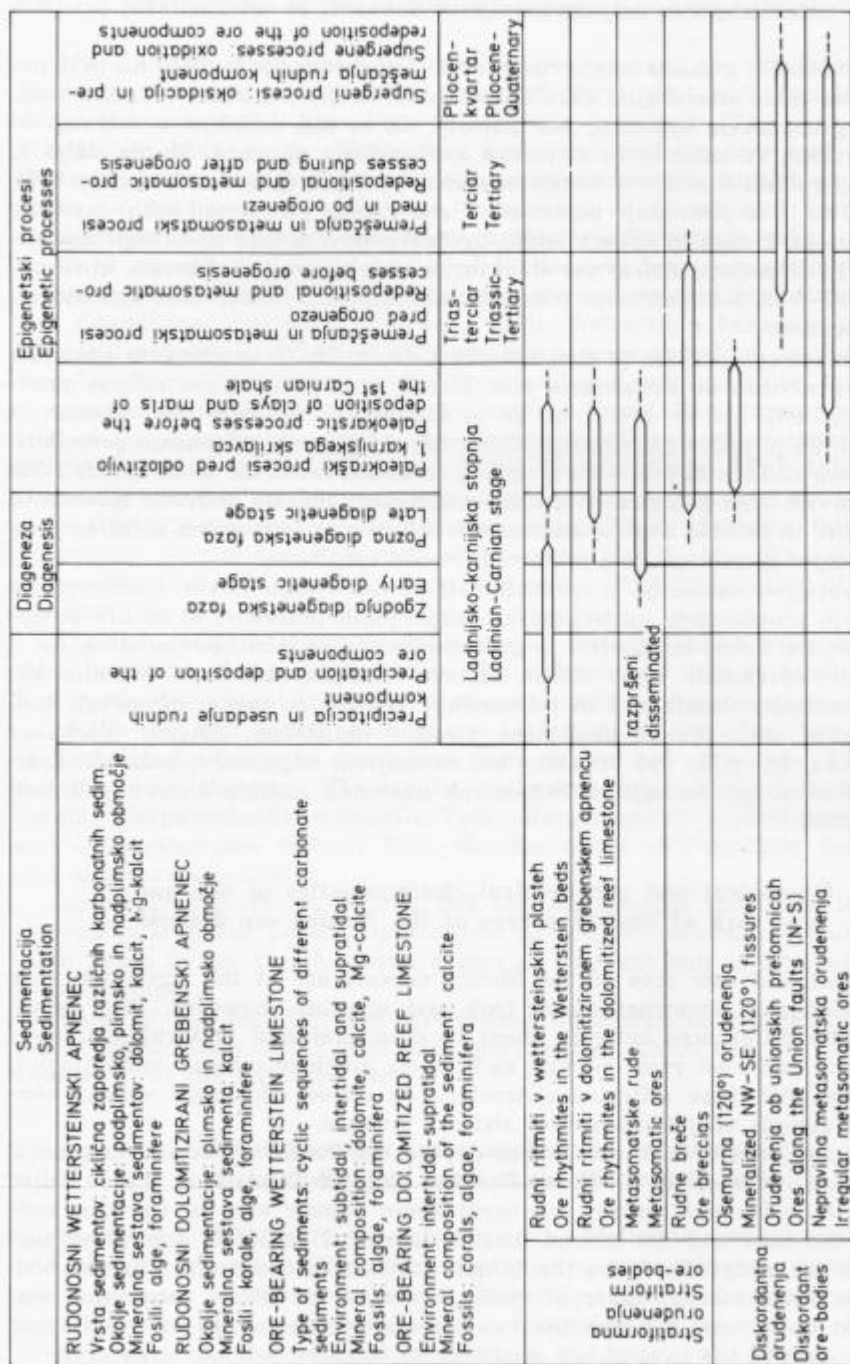 Sedimentacija
Sedimentation
RUDONOSNI WETTERSTEINSKI APNENEC
Vrsta sedimentov: ciklična zaporedja različnih karbonatnih sedim.
Okolje sedimentacije: podplimsko, plimsko in nadplimsko območje
Mineralna sestava sedimentov: dolomit, kalcit, Mg-kalcit
Fosili: alge, foraminifere
RUDONOSNI DOLOMITIZIRANI GREBENSKI APNENEC
Okolje sedimentacije: plimsko in nadplimsko območje
Mineralna sestava sedimenta: kalcit
Fosili: korale, alge, foraminifere
ORE-BEARING WETTERSTEIN LIMESTONE
Type of sediments: cyclic sequences of different carbonate
sediments
Environment: subtidal, intertidal and supratidal
Mineral composition: dolomite, calcite, Mg-calcite
Fossils: algae, foraminifera
ORE-BEARING DOLOMITIZED REEF LIMESTONE
Environment: intertidal-supratidal
Mineral composition of the sediment: calcite
Fossils: corals, algae, foraminifera
Precipitacija in usedanje rudnih
komponent
Precipitation and deposition of the
ore components
Diageneza
Diagenesis
Zgodnja diagenetska faza
Early diagenetic stage
Pozna diagenetska faza
Late diagenetic stage
Paleokraški procesi pred odložitvijo
1. karnijskega skrilavca
Paleokarstic processes before the
deposition of clays and marls of
the 1st Carnian shale
Epigenetski procesi
Epigenetic processes
Premeščanja in metasomatski procesi
pred orogenezo
Redepositional and metasomatic pro-
cesses before orogenesis
Premeščanja in metasomatski procesi
med in po orogenezi
Redepositional and metasomatic pro-
cesses during and after orogenesis
Supergeni procesi: oksidacija in pre-
meščanja rudnih komponent
Supergene processes: oxidation and
redeposition of the ore components
Ladinijsko-karnijska stopnja
Ladinian-Carnian stage
Trias-
terciar
Triassic-
Tertiary
Terciar
Tertiary
Pliocen-
kvartar
Pliocene-
Quaternary
Stratiformna
orudenenja
Stratiform
ore-bodies
Rudni ritmiti v wettersteinskih plasteh
Ore rhythmites in the Wetterstein beds
Rudni ritmiti v dolomitiziranem grebenskem apnencu
Ore rhythmites in the dolomitized reef limestone
Metasomatske rude
Metasomatic ores
razpršeni
disseminated
Rudne breče
Ore breccias
Diskordantna
orudenenja
Diskordant
ore-bodies
Osemurna (120°) orudenenja
Mineralized NW-SE (120°) fissures
Orudenenja ob unionskih prelomnicah
Ores along the Union faults (N-S)
Nepravilna metasomatska orudenenja
Irregular metasomatic ores